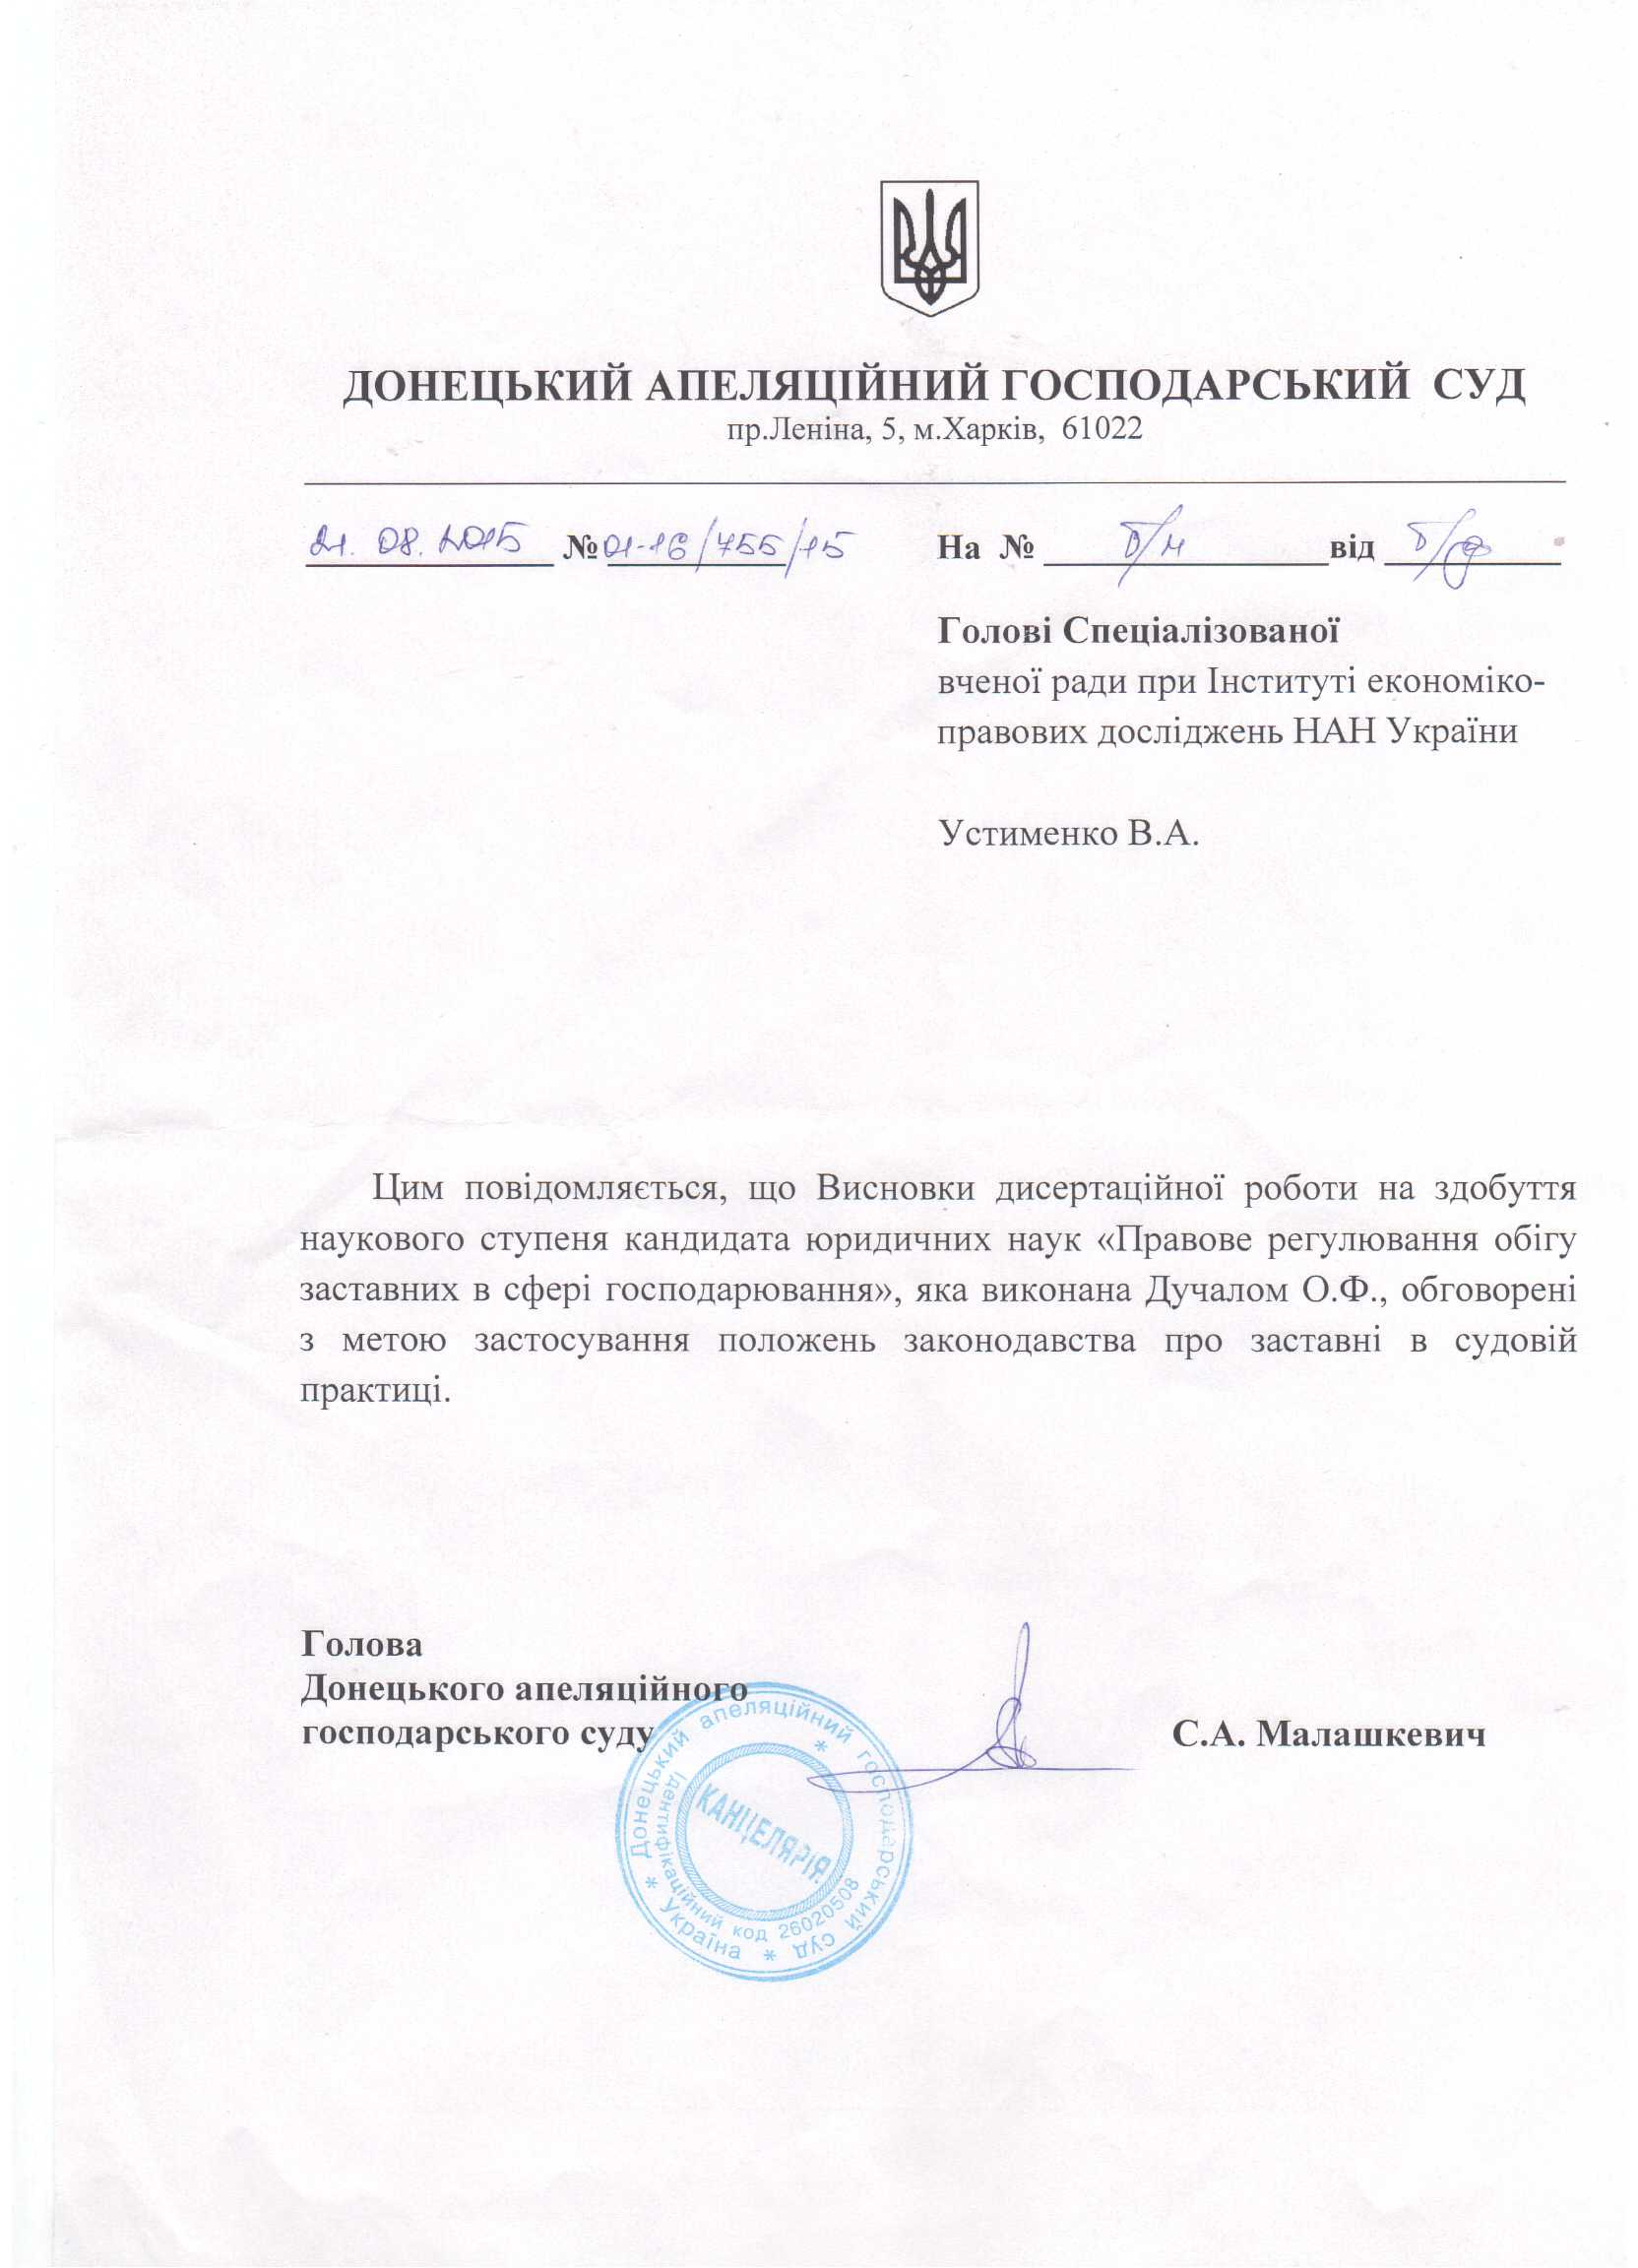 ДОНЕЦЬКИЙ АПЕЛЯЦІЙНИЙ ГОСПОДАРСЬКИЙ СУД
пр.Леніна, 5, м.Харків, 61022
21. 08. 2015 № 01-16/755/15 На № б/н від б/д
Голові Спеціалізованої
вченої ради при Інституті економіко-
правових досліджень НАН України
Устименко В.А.
Цим повідомляється, що Висновки дисертаційної роботи на здобуття
наукового ступеня кандидата юридичних наук «Правове регулювання обігу
заставних в сфері господарювання», яка виконана Дучалом О.Ф., обговорені
з метою застосування положень законодавства про заставні в судовій
практиці.
Голова
Донецького апеляційного
господарського суду
С.А. Малашкевич
* Донецький апеляційний господарський суд * Україна
Ідентифікаційний код 26020508 *
КАНЦЕЛЯРІЯ